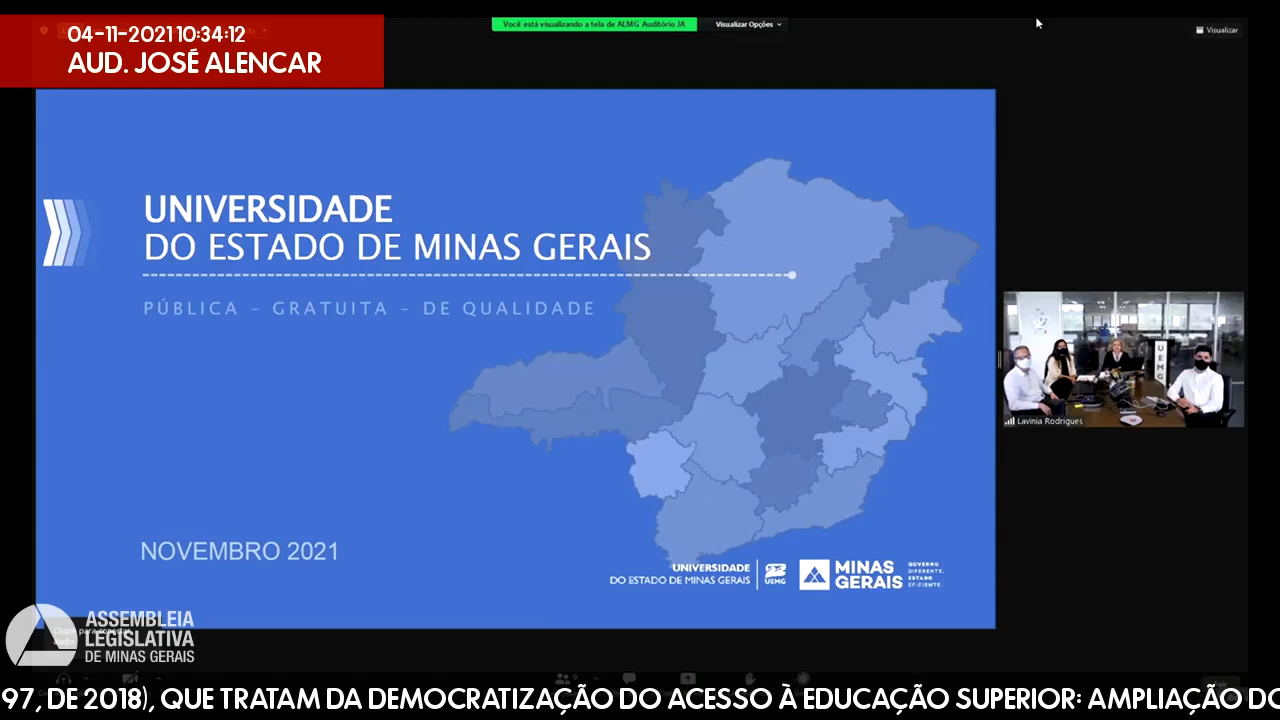 04-11-2021 10:34:12
AUD. JOSÉ ALENCAR
Você está visualizando a tela de ALMG Auditório JA
Visualizar Opções
Visualizar
UNIVERSIDADE
DO ESTADO DE MINAS GERAIS
PÚBLICA – GRATUITA – DE QUALIDADE
UEMG
Lavinia Rodrigues
NOVEMBRO 2021
UNIVERSIDADE
DO ESTADO DE MINAS GERAIS
UEMG
MINAS
GERAIS
GOVERNO
DIFERENTE.
ESTADO
EFICIENTE.
ASSEMBLEIA
LEGISLATIVA
DE MINAS GERAIS
97, DE 2018), QUE TRATAM DA DEMOCRATIZAÇÃO DO ACESSO À EDUCAÇÃO SUPERIOR: AMPLIAÇÃO DO